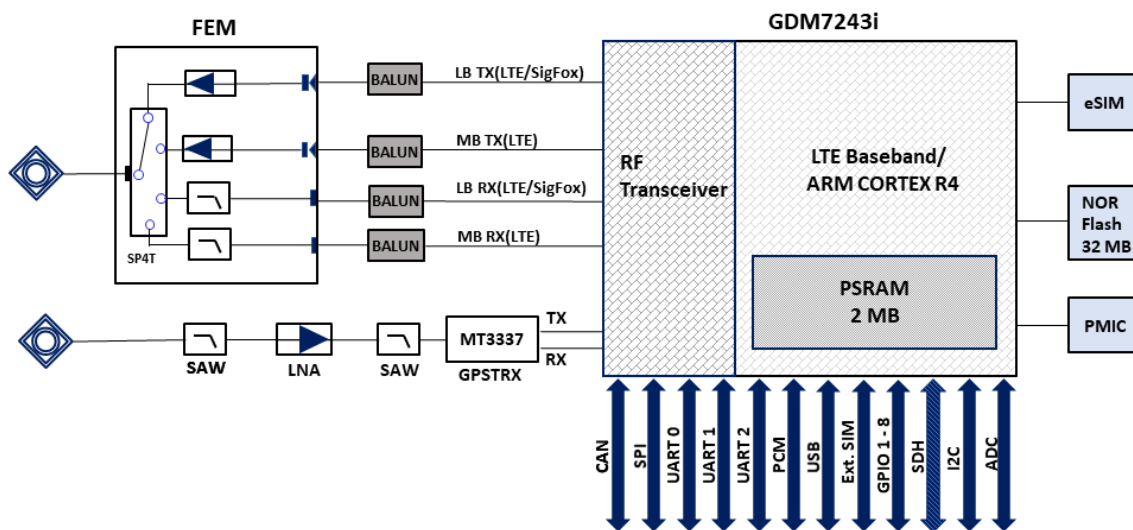 FEM
GDM7243i
BALUN
LB TX(LTE/SigFox)
BALUN
MB TX(LTE)
BALUN
LB RX(LTE/SigFox)
BALUN
MB RX(LTE)
SP4T
RF
Transceiver
LTE Baseband/
ARM CORTEX R4
PSRAM
2 MB
eSIM
NOR
Flash
32 MB
PMIC
SAW
LNA
SAW
MT3337
GPSTRX
TX
RX
CAN
SPI
UART 0
UART 1
UART 2
PCM
USB
Ext. SIM
GPIO 1 - 8
SDH
I2C
ADC